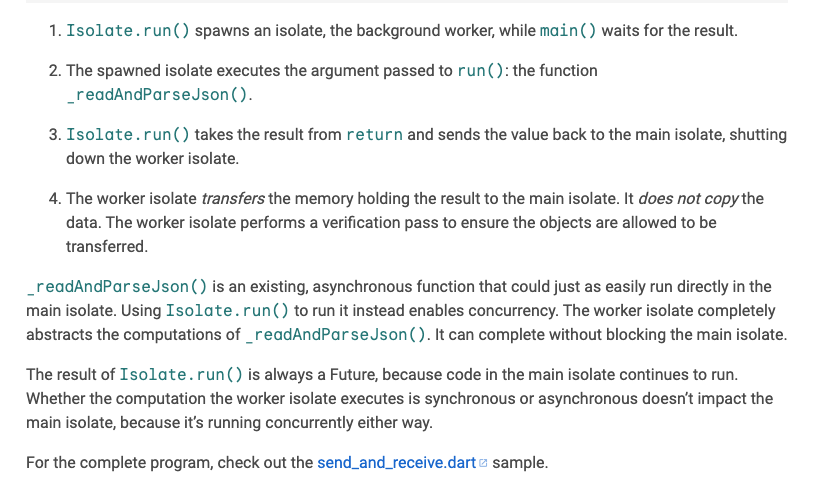 1. Isolate.run() spawns an isolate, the background worker, while main() waits for the result.
2. The spawned isolate executes the argument passed to run(): the function
_readAndParseJson().
3. Isolate.run() takes the result from return and sends the value back to the main isolate, shutting
down the worker isolate.
4. The worker isolate transfers the memory holding the result to the main isolate. It does not copy the
data. The worker isolate performs a verification pass to ensure the objects are allowed to be
transferred.
_readAndParseJson() is an existing, asynchronous function that could just as easily run directly in the
main isolate. Using Isolate.run() to run it instead enables concurrency. The worker isolate completely
abstracts the computations of _readAndParseJson(). It can complete without blocking the main isolate.
The result of Isolate.run() is always a Future, because code in the main isolate continues to run.
Whether the computation the worker isolate executes is synchronous or asynchronous doesn’t impact the
main isolate, because it’s running concurrently either way.
For the complete program, check out the send_and_receive.dart sample.